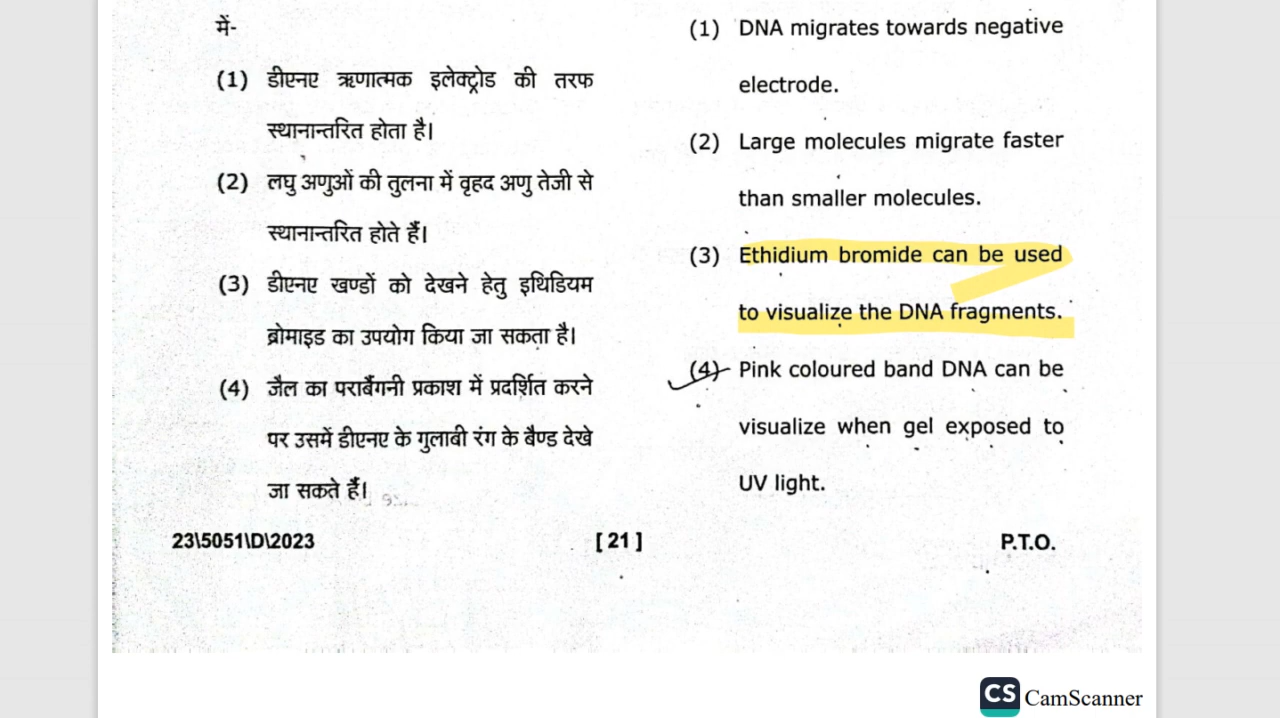 में-
(1) डीएनए ऋणात्मक इलेक्ट्रोड की तरफ
स्थानान्तरित होता है।
(2) लघु अणुओं की तुलना में वृहद अणु तेजी से
स्थानान्तरित होते हैं।
(3) डीएनए खण्डों को देखने हेतु इथिडियम
ब्रोमाइड का उपयोग किया जा सकता है।
(4) जैल का पराबैंगनी प्रकाश में प्रदर्शित करने
पर उसमें डीएनए के गुलाबी रंग के बैण्ड देखे
जा सकते हैं।
(1) DNA migrates towards negative
electrode.
(2) Large molecules migrate faster
than smaller molecules.
(3) Ethidium bromide can be used
to visualize the DNA fragments.
(4) Pink coloured band DNA can be
visualize when gel exposed to
UV light.
23\5051\D\2023
[ 21 ]
P.T.O.
CS CamScanner